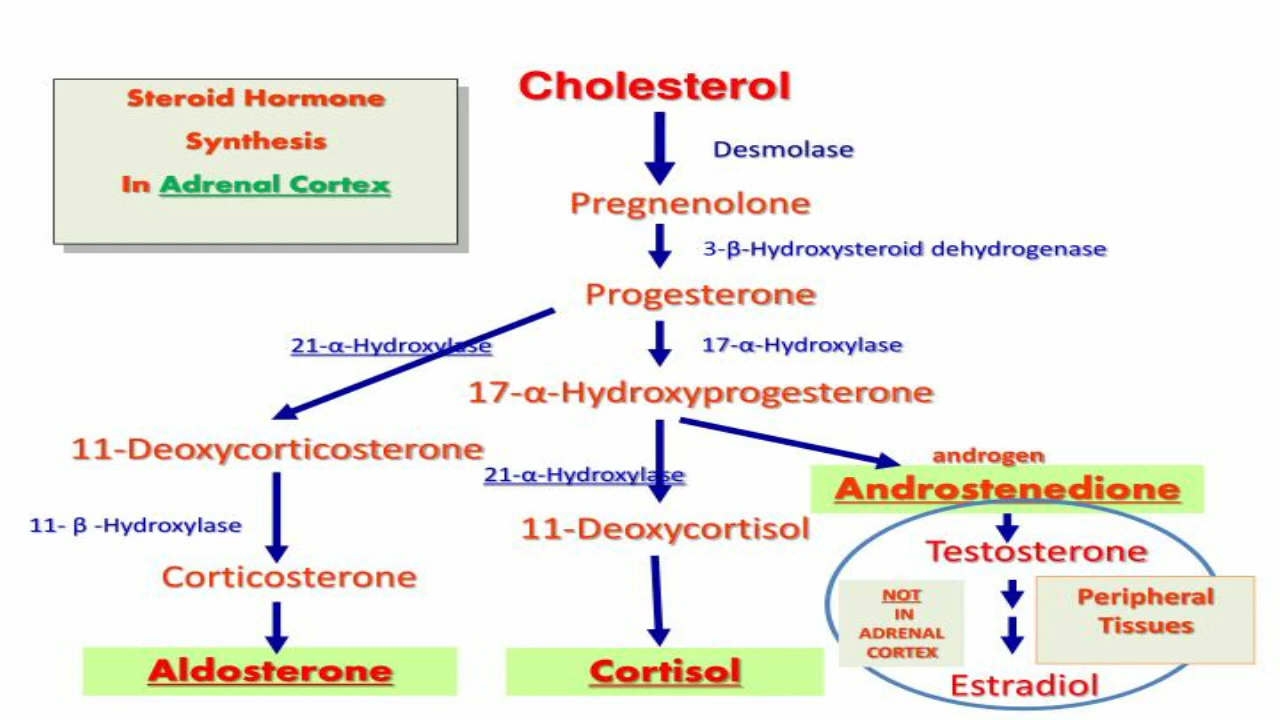 Steroid Hormone
Synthesis
In Adrenal Cortex
Cholesterol
Desmolase
Pregnenolone
3-β-Hydroxysteroid dehydrogenase
Progesterone
21-α-Hydroxylase
17-α-Hydroxylase
17-α-Hydroxyprogesterone
11-Deoxycorticosterone
21-α-Hydroxylase
androgen
Androstenedione
11- β -Hydroxylase
11-Deoxycortisol
Testosterone
Corticosterone
NOT
IN
ADRENAL
CORTEX
Peripheral
Tissues
Aldosterone
Cortisol
Estradiol